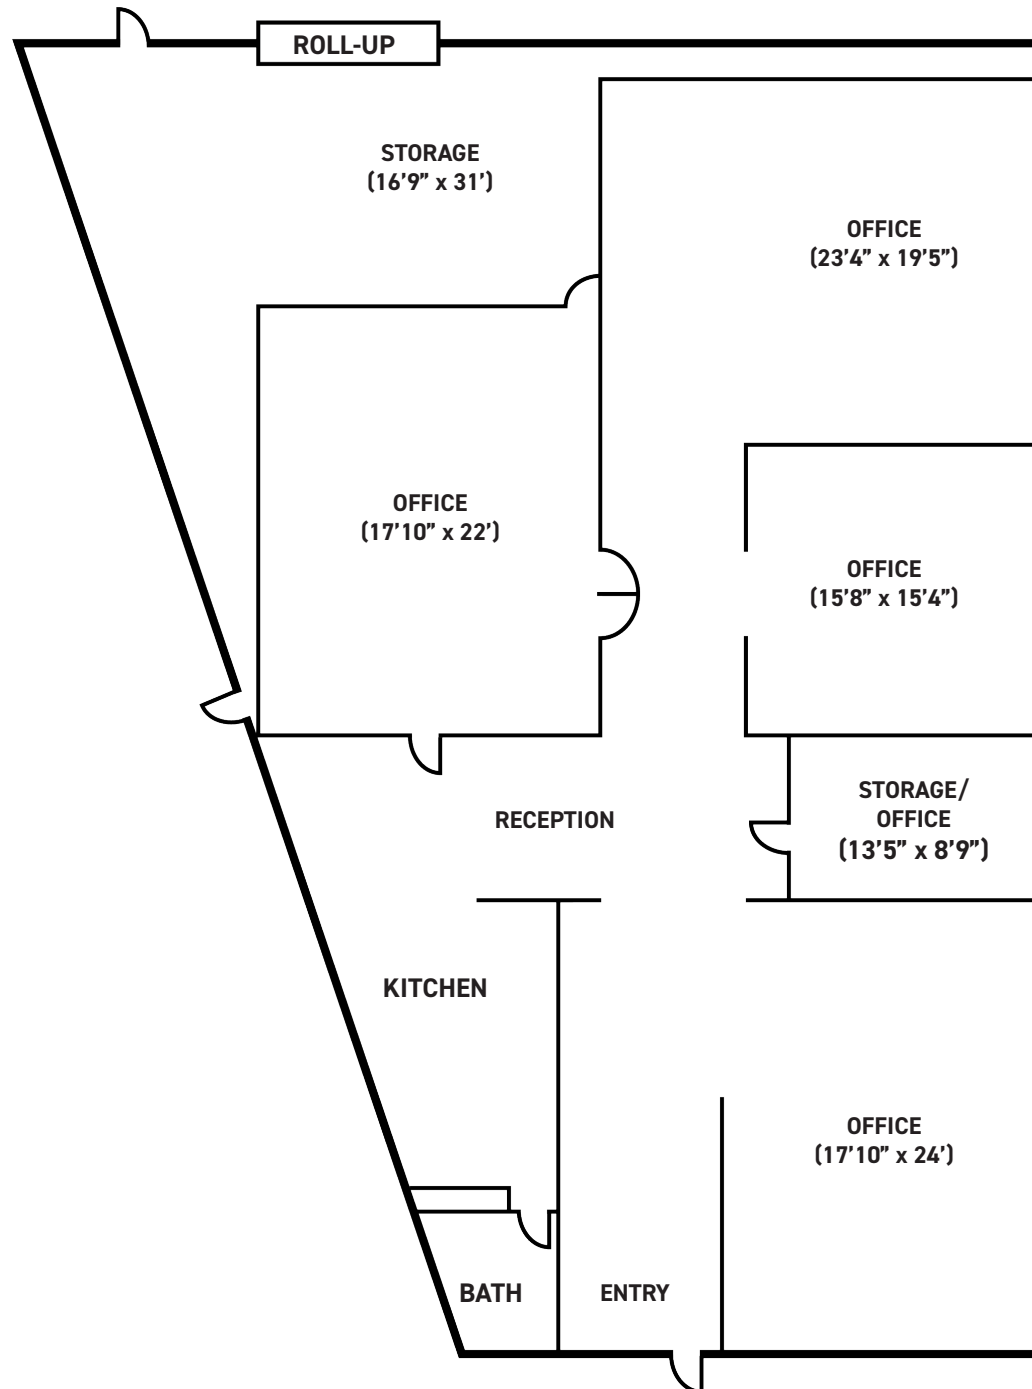 ROLL-UP
STORAGE
(16'9” x 31')
OFFICE
(23'4” x 19'5”)
OFFICE
(17'10” x 22')
OFFICE
(15'8” x 15'4”)
STORAGE/
OFFICE
(13'5” x 8'9”)
RECEPTION
KITCHEN
OFFICE
(17'10” x 24')
BATH
ENTRY